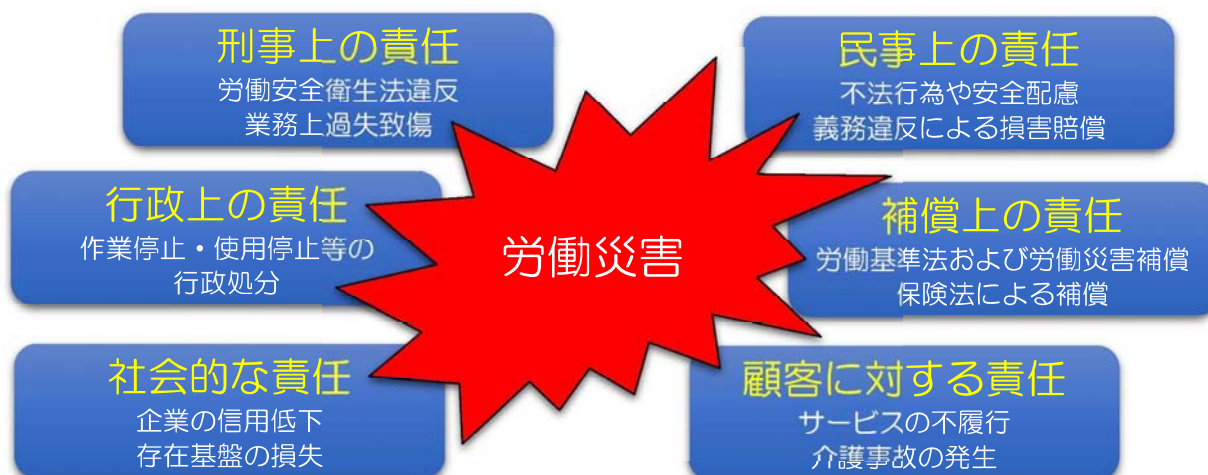 刑事上の責任
労働安全衛生法違反
業務上過失致傷
民事上の責任
不法行為や安全配慮
義務違反による損害賠償
行政上の責任
作業停止・使用停止等の
行政処分
労働災害
補償上の責任
労働基準法および労働災害補償
保険法による補償
社会的な責任
企業の信用低下
存在基盤の損失
顧客に対する責任
サービスの不履行
介護事故の発生